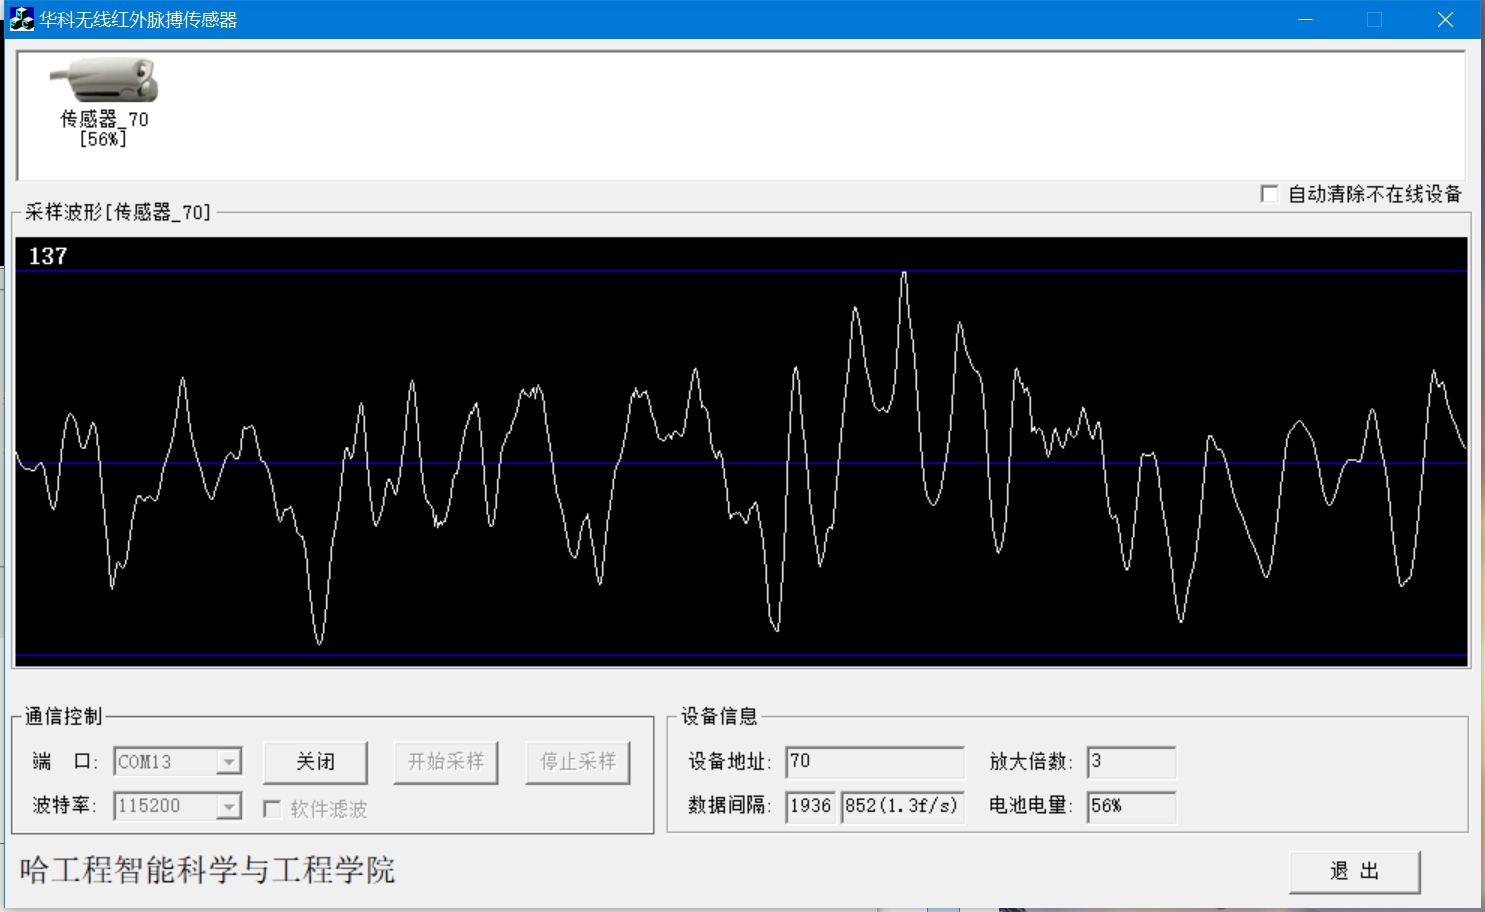 华科无线红外脉搏传感器
传感器_70
[56%]
自动清除不在线设备
采样波形[传感器_70]
137
通信控制
端 口: COM13 关闭 开始采样 停止采样
波特率: 115200 软件滤波
设备信息
设备地址: 70 放大倍数: 3
数据间隔: 1936 852(1.3f/s) 电池电量: 56%
哈工程智能科学与工程学院
退 出